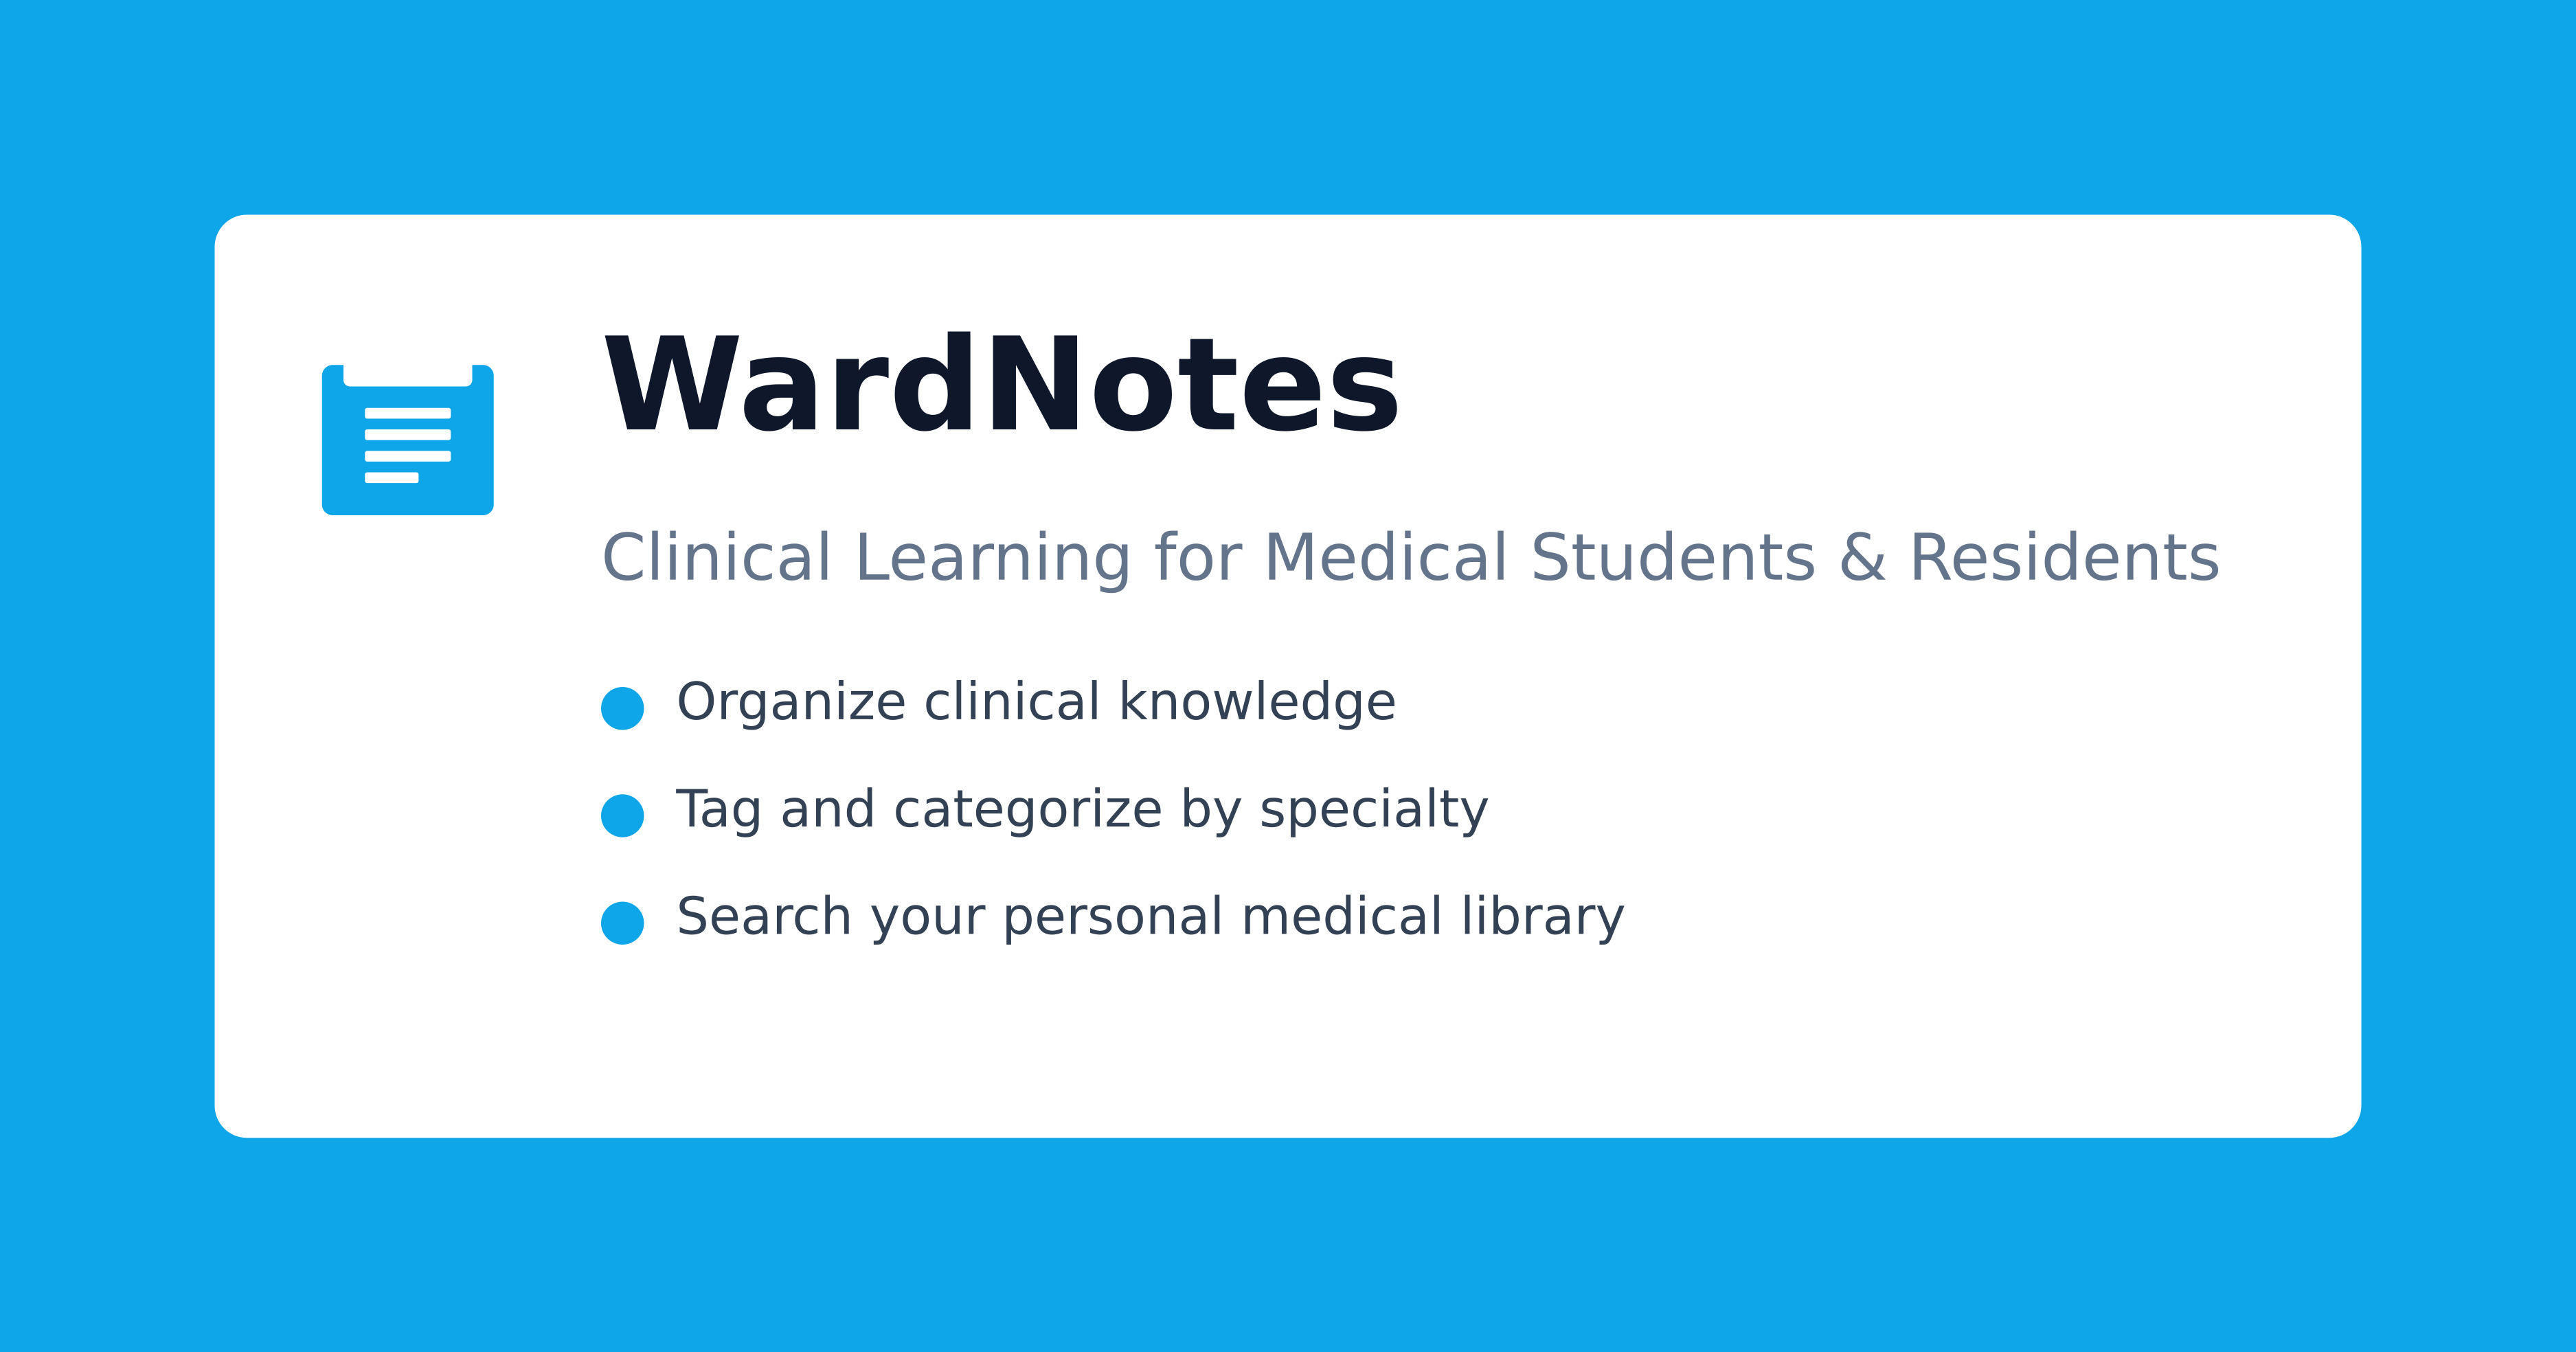 WardNotes
Clinical Learning for Medical Students & Residents
Organize clinical knowledge
Tag and categorize by specialty
Search your personal medical library